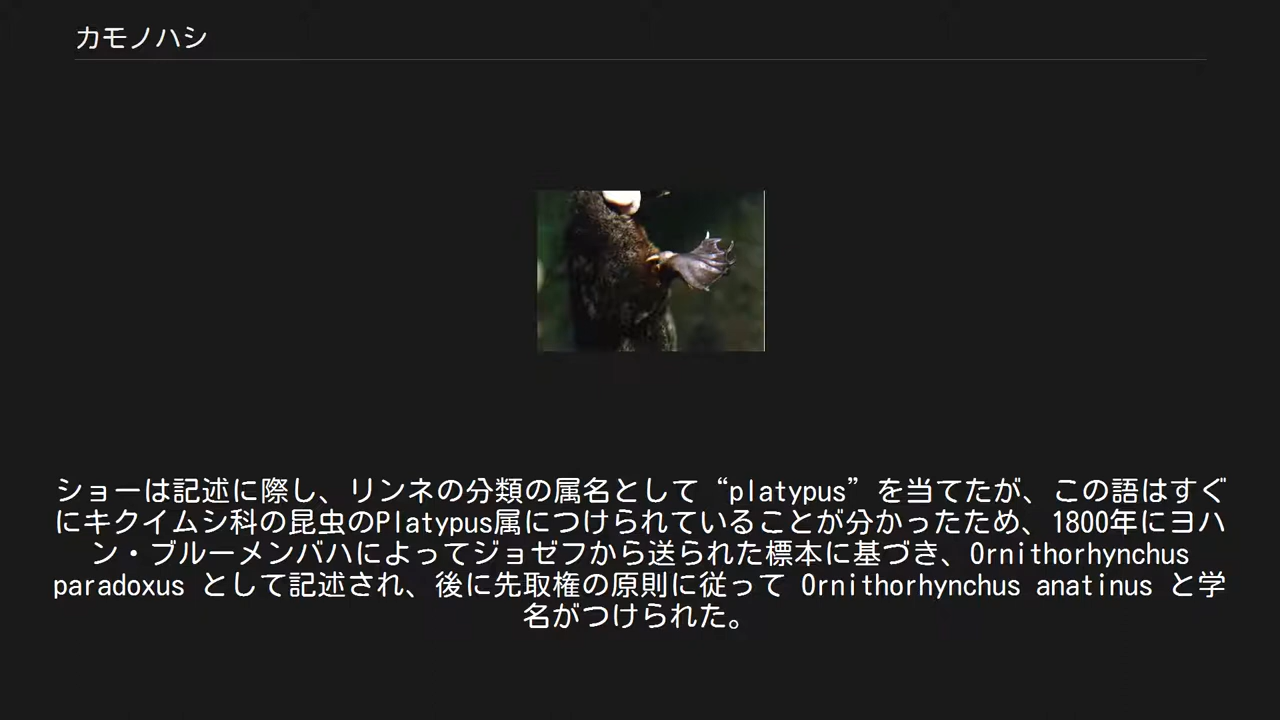 カモノハシ
ショーは記述に際し、リンネの分類の属名として“platypus”を当てたが、この語はすぐ
にキクイムシ科の昆虫のPlatypus属につけられていることが分かったため、1800年にヨハ
ン・ブルーメンバハによってジョゼフから送られた標本に基づき、Ornithorhynchus
paradoxus として記述され、後に先取権の原則に従って Ornithorhynchus anatinus と学
名がつけられた。